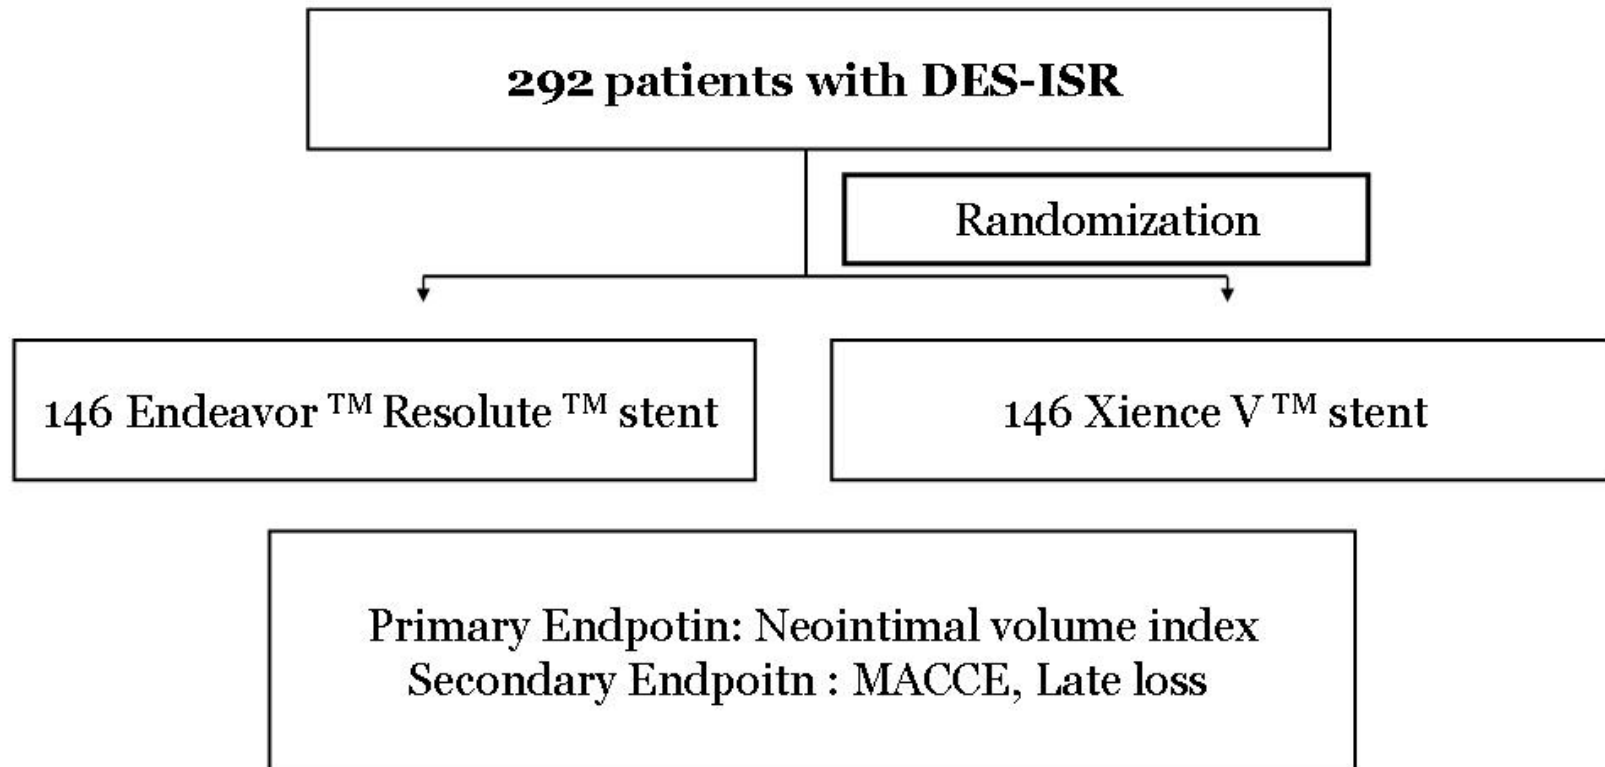 292 patients with DES-ISR
Randomization
146 Endeavor ™ Resolute ™ stent
146 Xience V ™ stent
Primary Endpotin: Neointimal volume index
Secondary Endpoitn : MACCE, Late loss